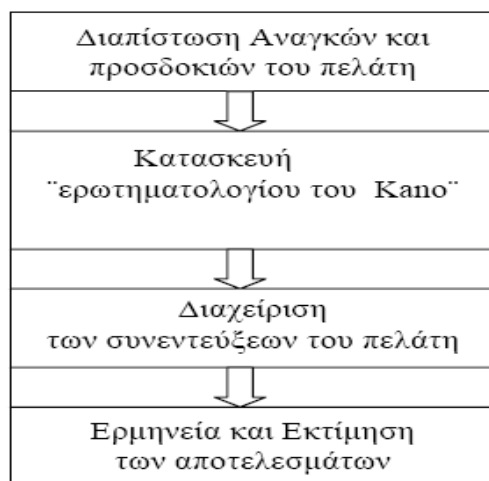 Διαπίστωση Αναγκών και
προσδοκιών του πελάτη
Κατασκευή
¨ερωτηματολογίου του Kano¨
Διαχείριση
των συνεντεύξεων του πελάτη
Ερμηνεία και Εκτίμηση
των αποτελεσμάτων